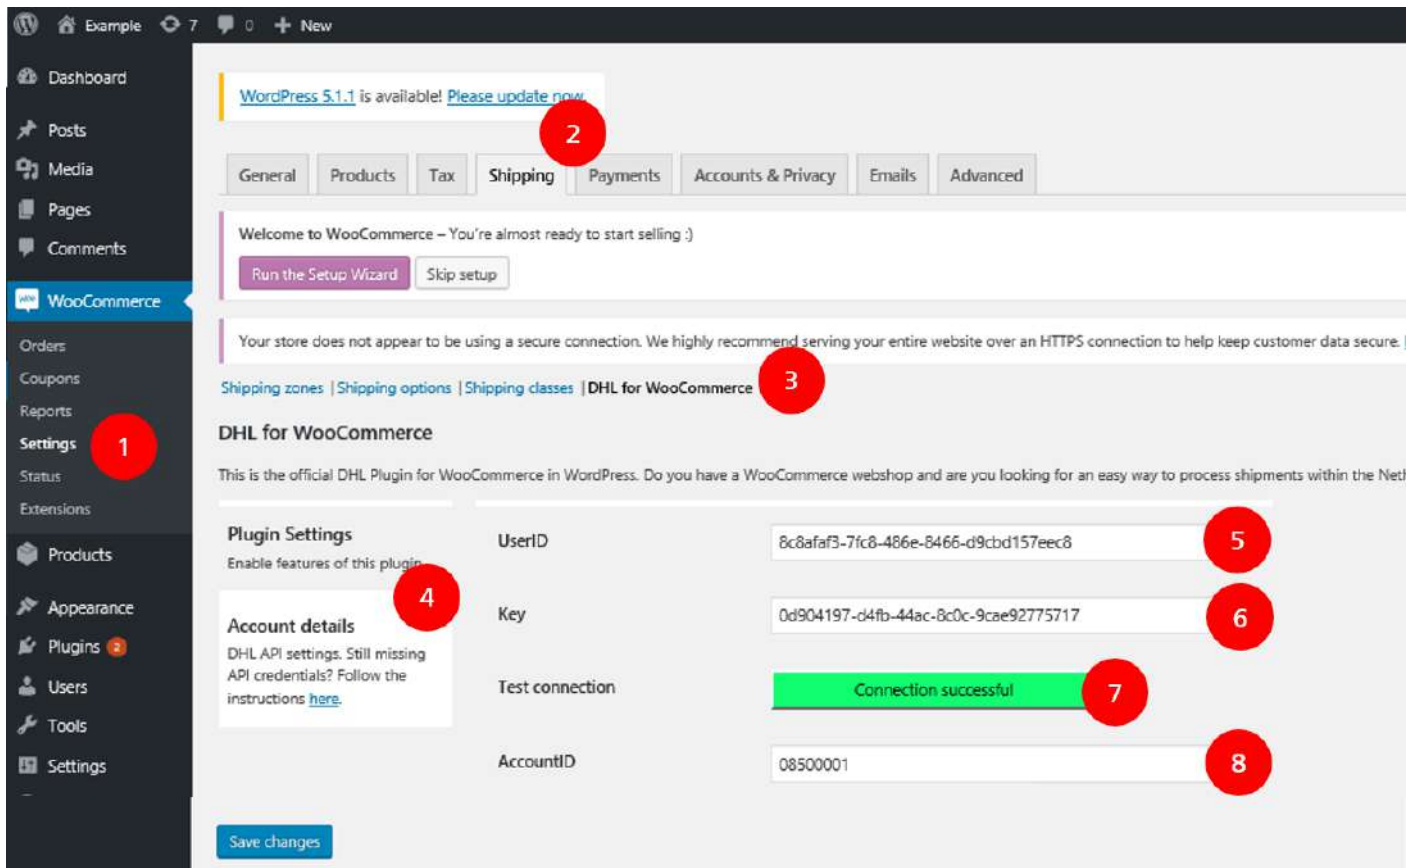 Example 7 0 New
Dashboard
Posts
Media
Pages
Comments
WooCommerce
Orders
Coupons
Reports
Settings
1
Status
Extensions
Products
Appearance
Plugins 2
Users
Tools
Settings
WordPress 5.1.1 is available! Please update now.
2
General Products Tax Shipping Payments Accounts & Privacy Emails Advanced
Welcome to WooCommerce – You're almost ready to start selling :)
Run the Setup Wizard Skip setup
Your store does not appear to be using a secure connection. We highly recommend serving your entire website over an HTTPS connection to help keep customer data secure.
Shipping zones | Shipping options | Shipping classes | DHL for WooCommerce
3
DHL for WooCommerce
This is the official DHL Plugin for WooCommerce in WordPress. Do you have a WooCommerce webshop and are you looking for an easy way to process shipments within the Neth
Plugin Settings
Enable features of this plugin
4
Account details
DHL API settings. Still missing
API credentials? Follow the
instructions here.
UserID 8c8afaf3-7fc8-486e-8466-d9cbd157eec8 5
Key 0d904197-d4fb-44ac-8c0c-9cae92775717 6
Test connection Connection successful 7
AccountID 08500001 8
Save changes